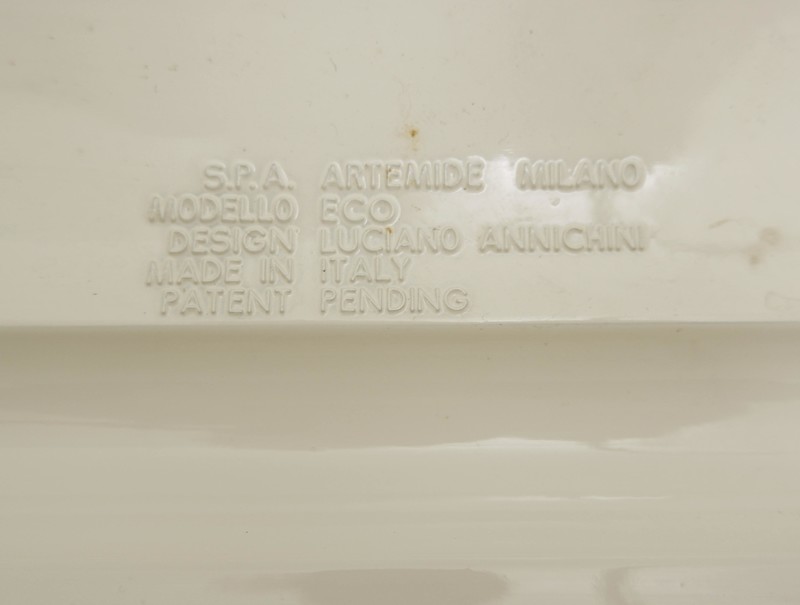 S.P.A. ARTEMIDE MILANO
MODELLO ECO
DESIGN LUCIANO ANNICHINI
MADE IN ITALY
PATENT PENDING